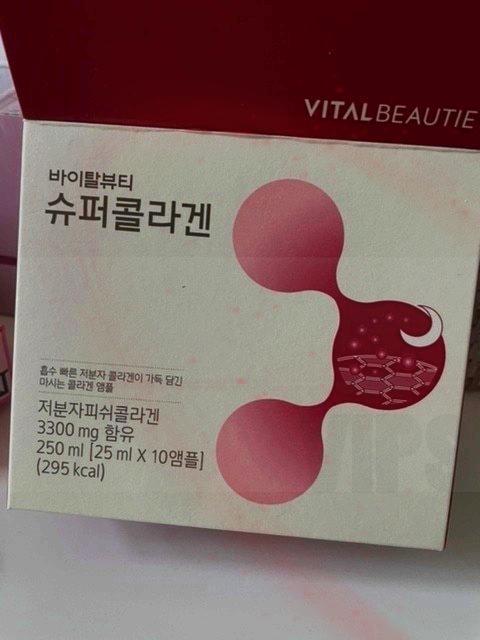 VITALBEAUTIE
바이탈뷰티
슈퍼콜라겐
흡수 빠른 저분자 콜라겐이 가득 담긴
마시는 콜라겐 앰플
저분자피쉬콜라겐
3300 mg 함유
250 ml [25 ml X 10앰플]
(295 kcal)